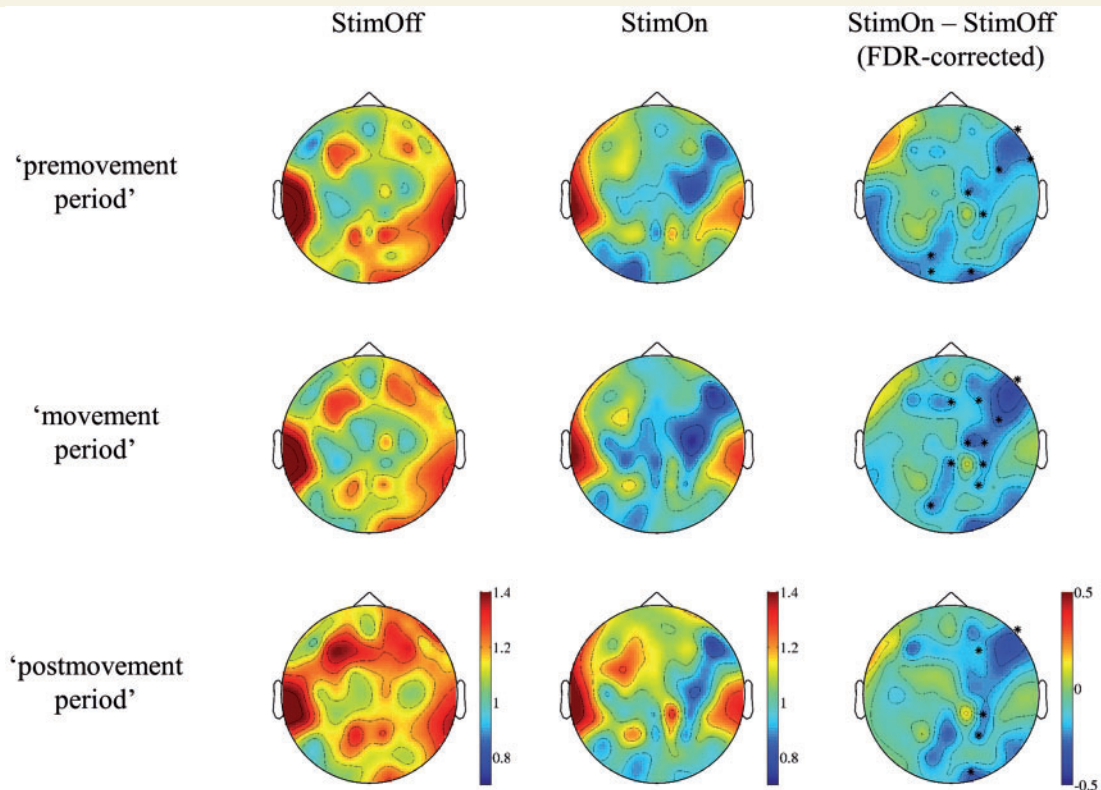 StimOff StimOn StimOn – StimOff
(FDR-corrected)
‘premovement
period’
‘movement
period’
‘postmovement
period’
1.4 1.4 0.5
1.2 1.2
1 1 0
0.8 0.8
-0.5